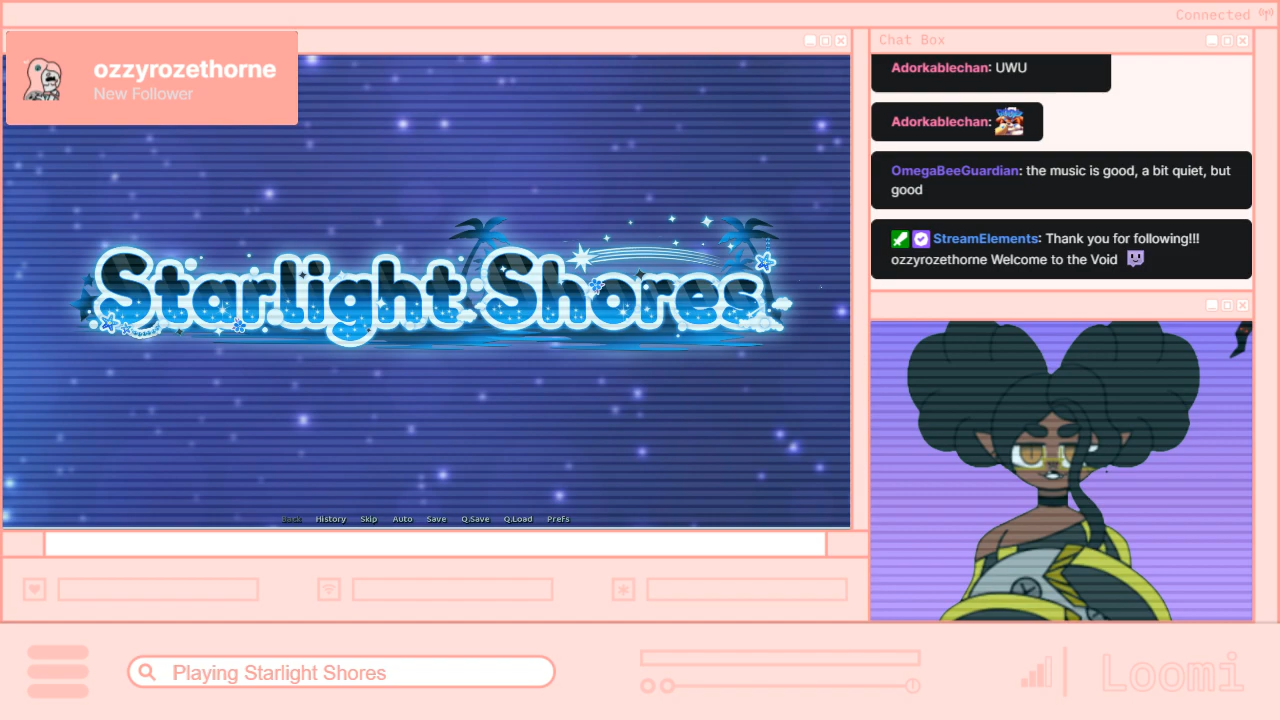 Connected
ozzyrozethorne
New Follower
Chat Box
Adorkablechan: UWU
Adorkablechan:
OmegaBeeGuardian: the music is good, a bit quiet, but
good
StreamElements: Thank you for following!!!
ozzyrozethorne Welcome to the Void
Starlight Shores
Back History Skip Auto Save Q.Save Q.Load Prefs
Playing Starlight Shores
Loomi